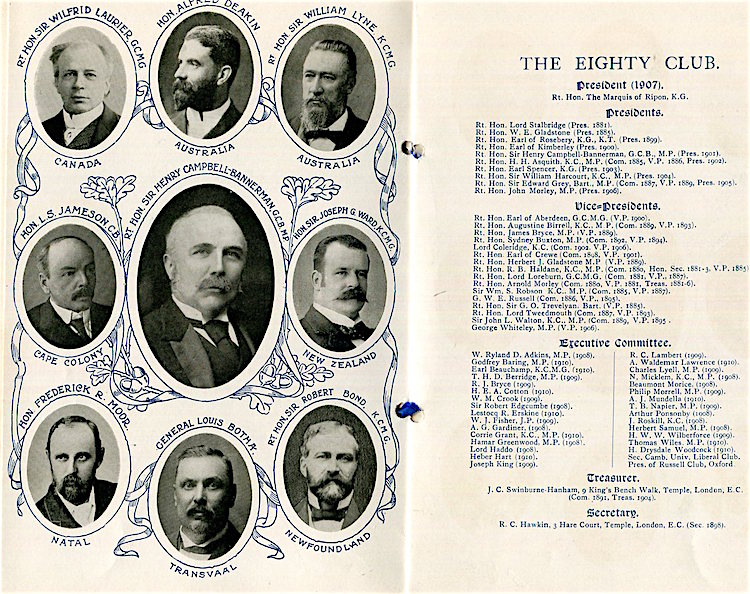 RT HON. SIR WILFRID LAURIER, G.C.M.G.
CANADA
HON. ALFRED DEAKIN
AUSTRALIA
RT HON. SIR WILLIAM LYNE, K.C.M.G.
AUSTRALIA
HON. L.S. JAMESON, C.B.
CAPE COLONY
RT. HON. SIR HENRY CAMPBELL-BANNERMAN, G.C.B. M.P.
HON. SIR JOSEPH G. WARD, K.C.M.G.
NEW ZEALAND
HON. FREDERICK R. MOOR.
NATAL
GENERAL LOUIS BOTHA.
TRANSVAAL
RT HON. SIR ROBERT BOND, K.C.M.G.
NEWFOUNDLAND
THE EIGHTY CLUB.
President (1907).
Rt. Hon. The Marquis of Ripon, K.G.
Presidents.
Rt. Hon. Lord Stalbridge (Pres. 1881).
Rt. Hon. W. E. Gladstone (Pres. 1885).
Rt. Hon. Earl of Rosebery, K.G., K.T. (Pres. 1899).
Rt. Hon. Earl of Kimberley (Pres. 1900).
Rt. Hon. Sir Henry Campbell-Bannerman, G.C.B., M.P. (Pres. 1901).
Rt. Hon. H. H. Asquith, K.C., M.P. (Com. 1885, V.P. 1886, Pres. 1902).
Rt. Hon. Earl Spencer, K.G. (Pres. 1903).
Rt. Hon. Sir William Harcourt, K.C., M.P. (Pres. 1904).
Rt. Hon. Sir Edward Grey, Bart., M.P. (Com. 1887, V.P. 1889, Pres. 1905).
Rt. Hon. John Morley, M.P. (Pres. 1906).
Vice-Presidents.
Rt. Hon. Earl of Aberdeen, G.C.M.G. (V.P. 1900).
Rt. Hon. Augustine Birrell, K.C., M P. (Com. 1889, V.P. 1893).
Rt. Hon. James Bryce, M.P. (V.P. 1889).
Rt. Hon. Sydney Buxton, M.P. (Com. 1892, V.P. 1894).
Lord Coleridge, K.C. (Com. 1902, V.P. 1906).
Rt. Hon. Earl of Crewe (Com. 1898, V.P. 1901).
Rt. Hon. Herbert J. Gladstone M.P. (V.P. 1889).
Rt. Hon. R. B. Haldane, K.C., M.P. (Com. 1880, Hen. Sec. 1881-3, V.P. 1885)
Rt. Hon. Lord Loreburn, G.C.M.G. (Com. 1881, V.P., 1887).
Rt. Hon. Arnold Morley (Com. 1880, V.P. 1881, Treas. 1881-6).
Sir Wm. S. Robson K.C., M.P. (Com. 1885, V.P. 1887).
G. W. E. Russell (Com. 1886, V.P., 1895).
Rt. Hon. Sir G. O. Trevelyan, Bart. (V.P. 1885).
Rt. Hon. Lord Tweedmouth (Com. 1887, V.P. 1893).
Sir John L. Walton, K.C., M.P. (Com. 1889, V.P. 1895 .
George Whiteley, M.P. (V.P. 1906).
Executive Committee.
W. Ryland D. Adkins, M.P. (1908).
Godfrey Baring, M.P. (1910).
Earl Beauchamp, K.C.M.G. (1910).
T. H. D. Berridge, M.P. (1909).
R. J. Bryce (1909).
H. E. A. Cotton (1910).
W. M. Crook (1909).
Sir Robert Edgcumbe (1908).
Lestocq R. Erskine (1910).
W. J. Fisher, J.P. (1909).
A. G. Gardiner, (1908).
Corrie Grant, K.C., M.P. (1910).
Hamar Greenwood, M.P. (1908).
Lord Haddo (1908).
Heber Hart (1910).
Joseph King (1909).
R. C. Lambert (1909).
A. Waldemar Lawrence (1910).
Charles Lyell, M.P. (1909).
N. Micklem, K.C., M.P. (1908).
Beaumont Morice, (1908).
Philip Morrell, M.P. (1909).
A. J. Mundella (1910).
T. B. Napier, M.P. (1909).
Arthur Ponsonby (1908).
J. Roskill, K.C. (1908).
Herbert Samuel, M.P. (1908).
H. W. W. Wilberforce (1909).
Thomas Wiles, M.P. (1910).
H. Drysdale Woodcock (1910).
Sec. Camb. Univ. Liberal Club.
Pres. of Russell Club, Oxford
Treasurer.
J. C. Swinburne-Hanham, 9 King's Bench Walk, Temple, London, E.C.
(Com. 1891, Treas. 1904).
Secretary.
R. C. Hawkin, 3 Hare Court, Temple, London, E.C. (Sec. 1898).